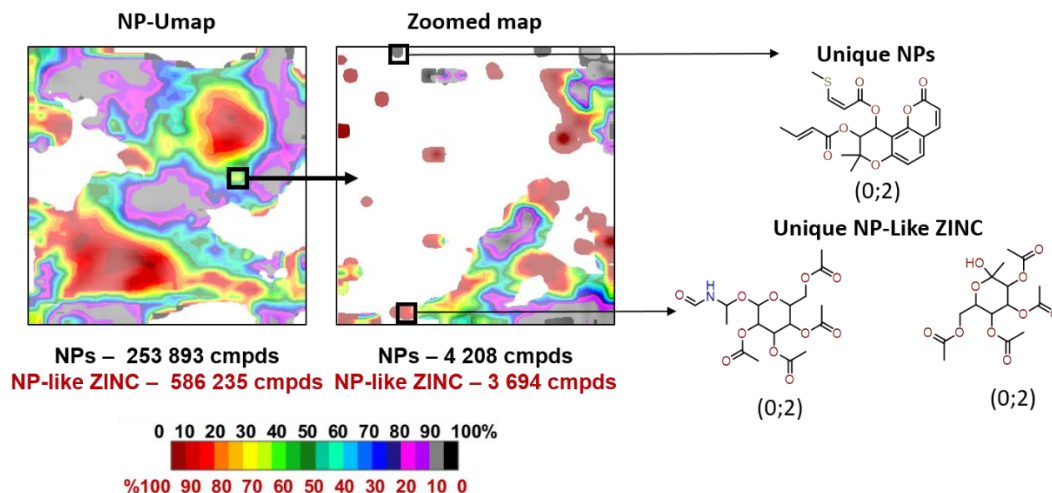 NP-Umap
Zoomed map
Unique NPs
S
O
O
O
O
O
O
O
(0;2)
Unique NP-Like ZINC
O
O
O
N
H
O
O
O
O
O
O
O
O
O
(0;2)
HO
O
O
O
O
O
O
O
O
O
(0;2)
NPs – 253 893 cmpds
NP-like ZINC – 586 235 cmpds
NPs – 4 208 cmpds
NP-like ZINC – 3 694 cmpds
0 10 20 30 40 50 60 70 80 90 100%
%100 90 80 70 60 50 40 30 20 10 0